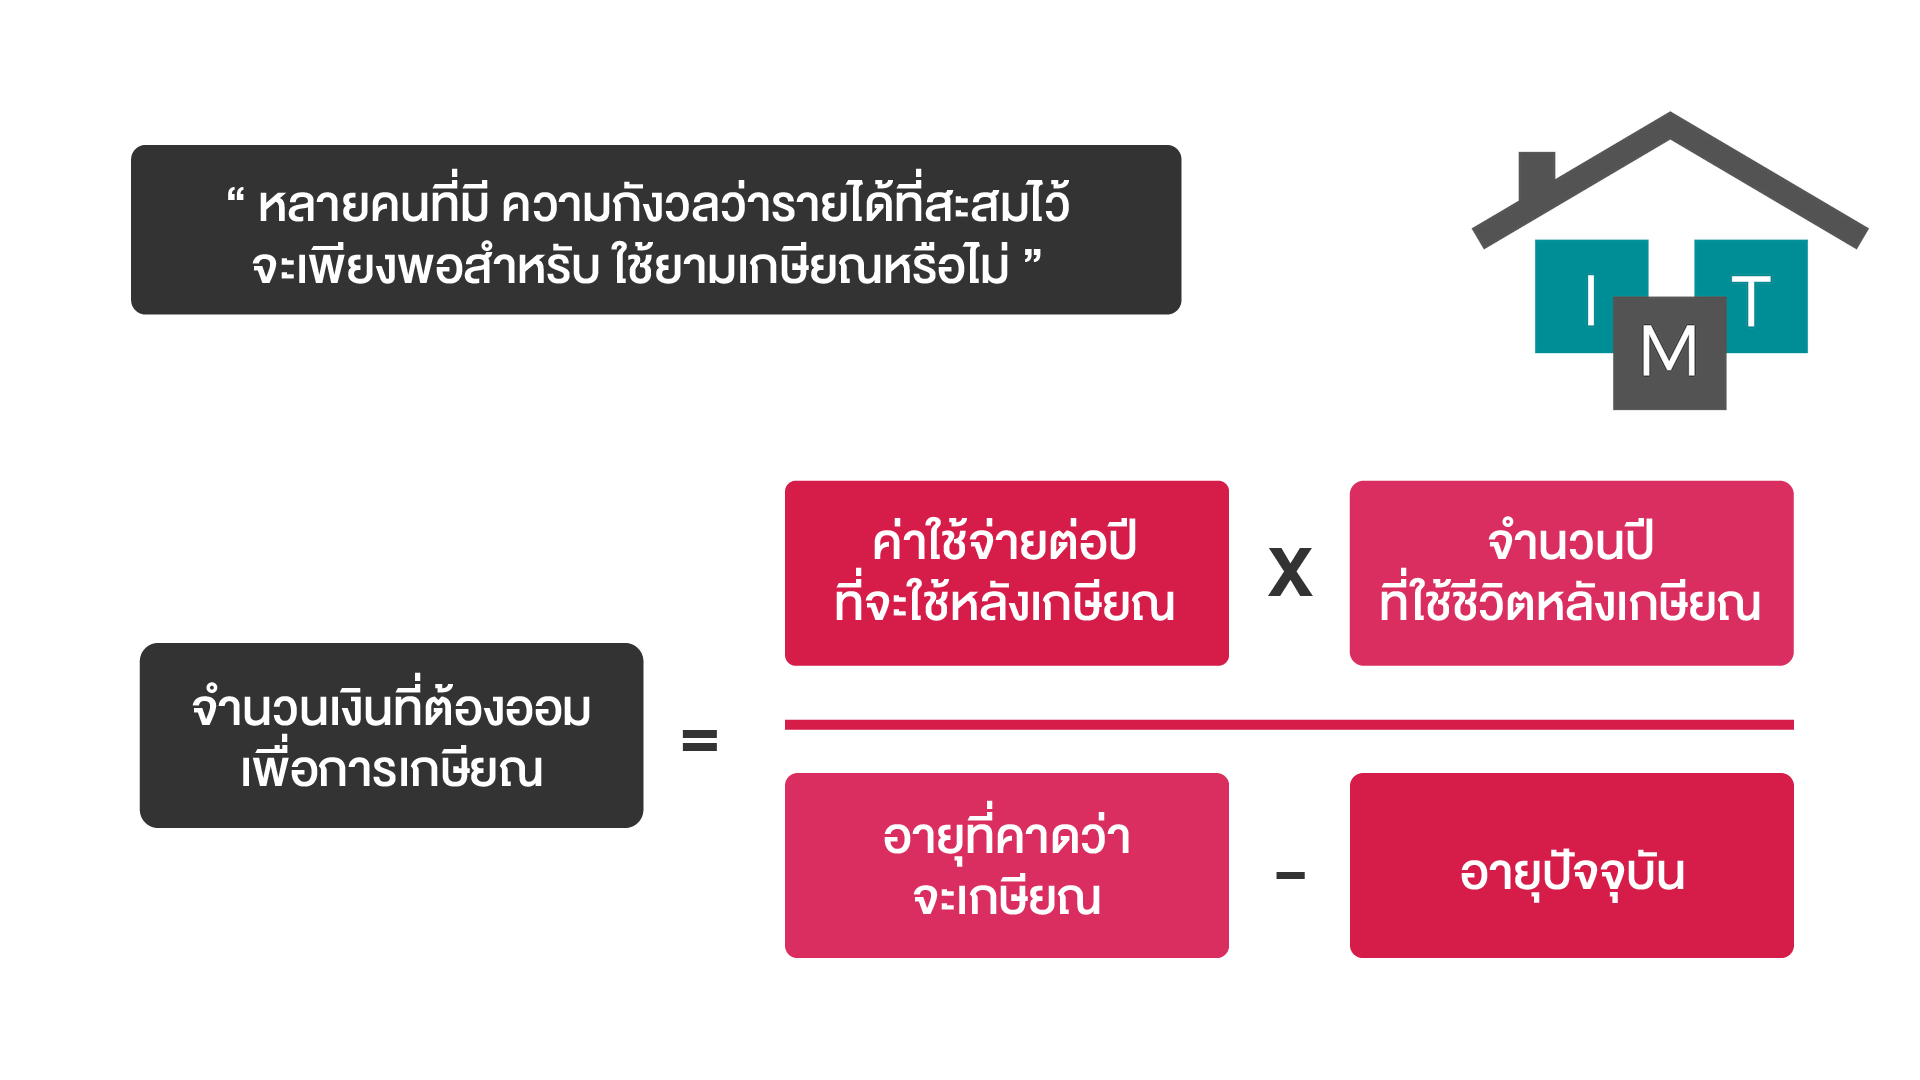 “ หลายคนที่มี ความกังวลว่ารายได้ที่สะสมไว้
จะเพียงพอสำหรับ ใช้ยามเกษียณหรือไม่ ”
I M T
ค่าใช้จ่ายต่อปี
ที่จะใช้หลังเกษียณ
X
จำนวนปี
ที่ใช้ชีวิตหลังเกษียณ
จำนวนเงินที่ต้องออม
เพื่อการเกษียณ
=
อายุที่คาดว่า
จะเกษียณ
-
อายุปัจจุบัน